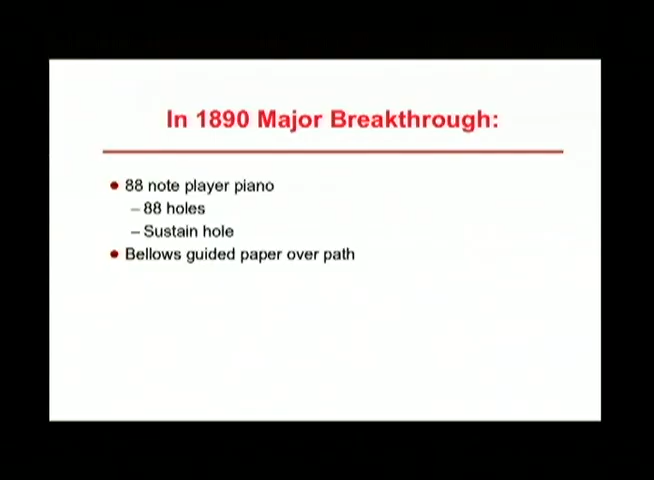 In 1890 Major Breakthrough:
• 88 note player piano
– 88 holes
– Sustain hole
• Bellows guided paper over path